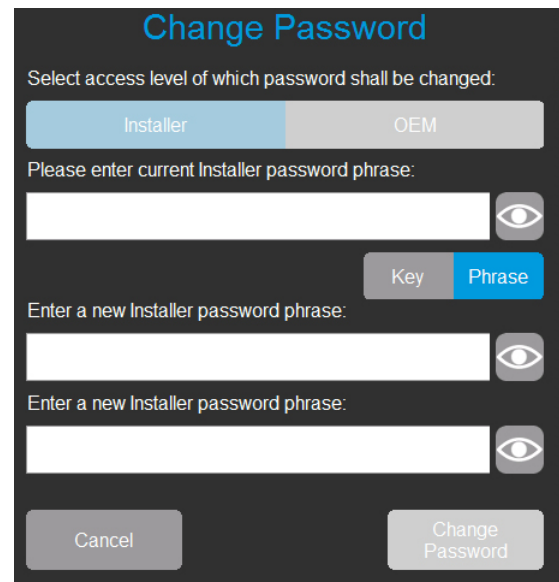 Change Password
Select access level of which password shall be changed:
Installer OEM
Please enter current Installer password phrase:
Key Phrase
Enter a new Installer password phrase:
Enter a new Installer password phrase:
Cancel
Change
Password